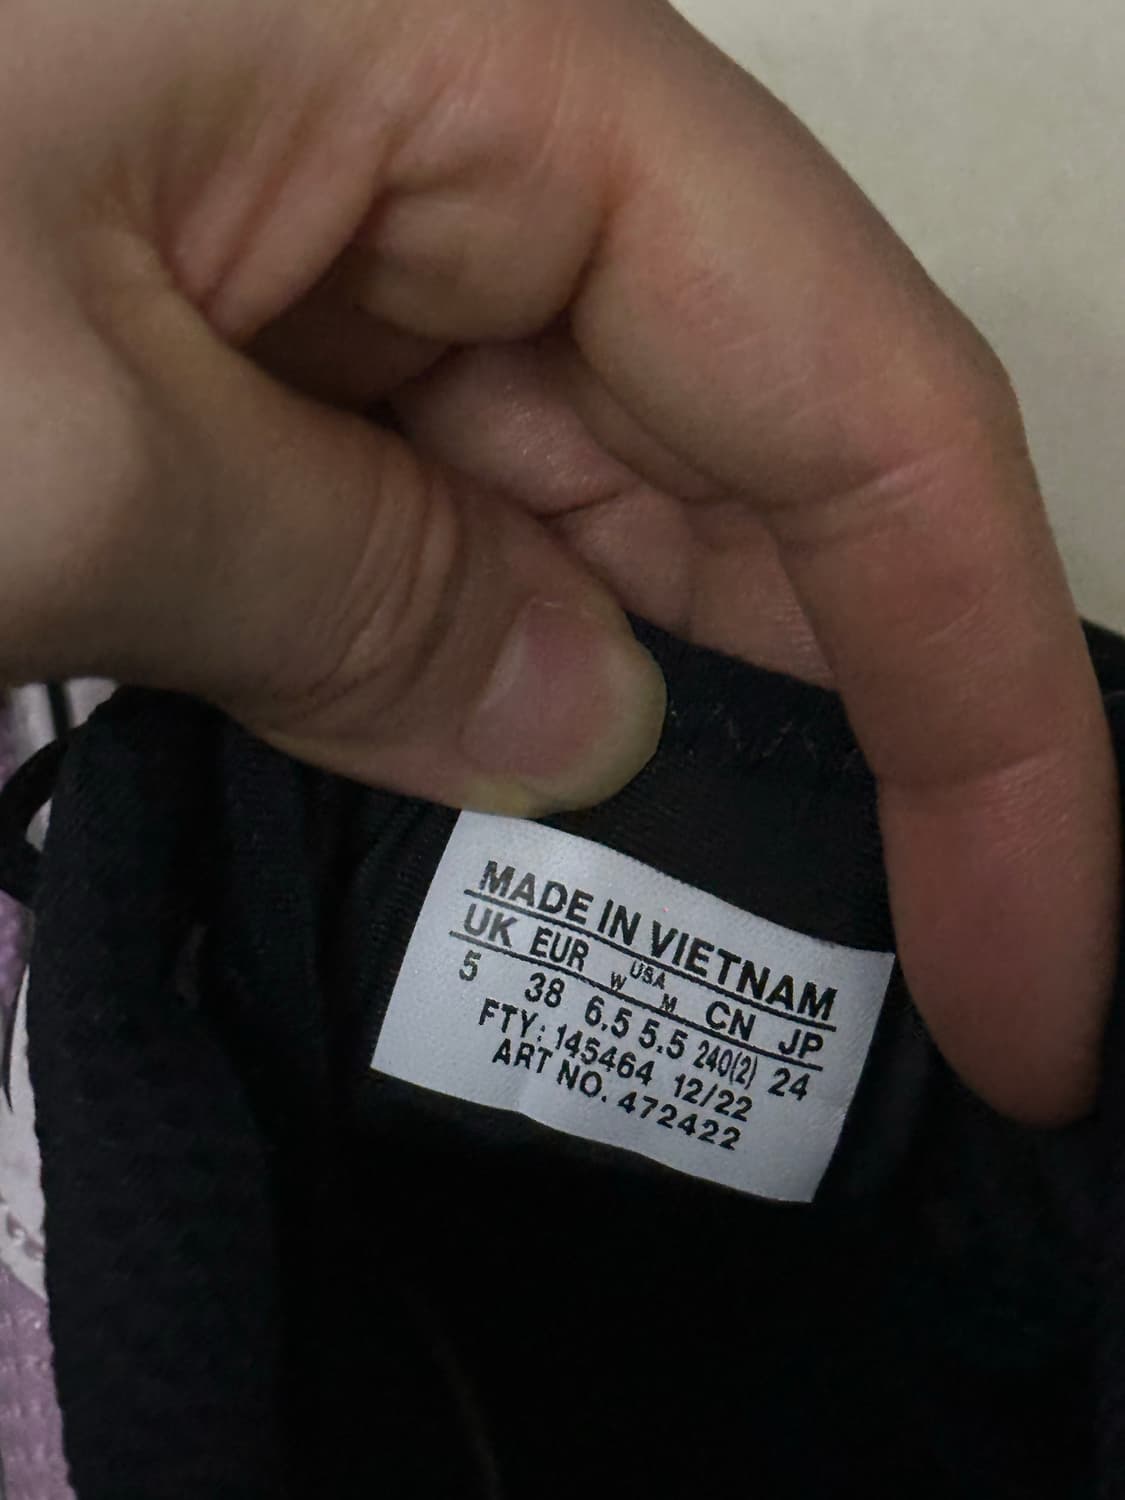 MADE IN VIETNAM
UK EUR USA CN JP
W M
5 38 6.5 5.5 240(2) 24
FTY: 145464 12/22
ART NO. 472422